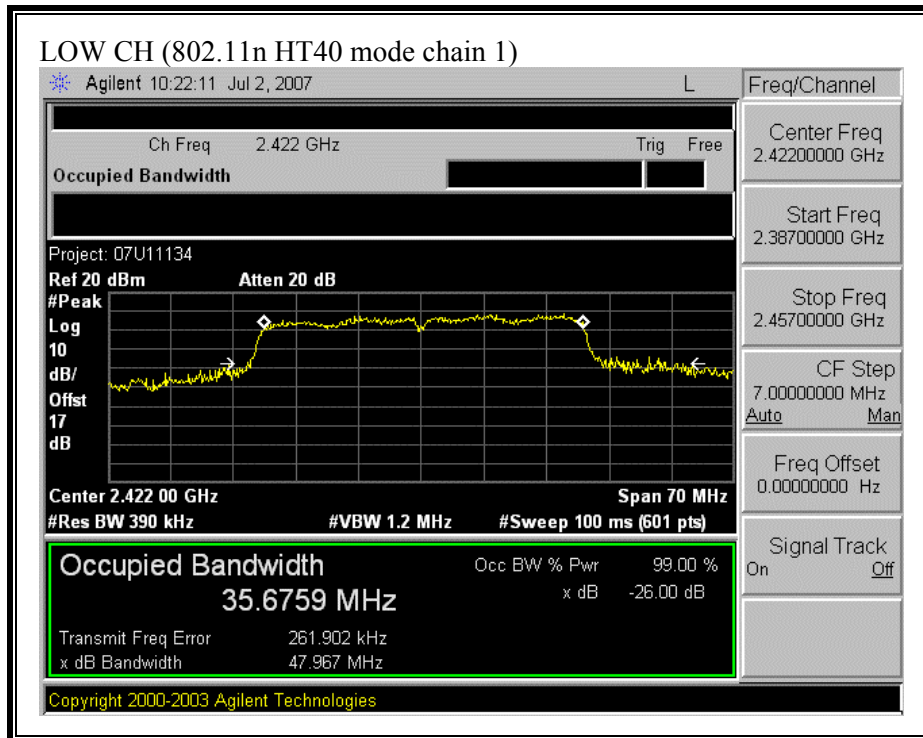 LOW CH (802.11n HT40 mode chain 1)
Agilent 10:22:11 Jul 2, 2007 L
Freq/Channel
Ch Freq 2.422 GHz Trig Free
Occupied Bandwidth
Center Freq
2.42200000 GHz
Start Freq
2.38700000 GHz
Stop Freq
2.45700000 GHz
CF Step
7.00000000 MHz
Auto Man
Freq Offset
0.00000000 Hz
Signal Track
On Off
Project: 07U11134
Ref 20 dBm Atten 20 dB
#Peak
Log
10
dB/
Offst
17
dB
Center 2.422 00 GHz Span 70 MHz
#Res BW 390 kHz #VBW 1.2 MHz #Sweep 100 ms (601 pts)
Occupied Bandwidth Occ BW % Pwr 99.00 %
35.6759 MHz x dB -26.00 dB
Transmit Freq Error 261.902 kHz
x dB Bandwidth 47.967 MHz
Copyright 2000-2003 Agilent Technologies